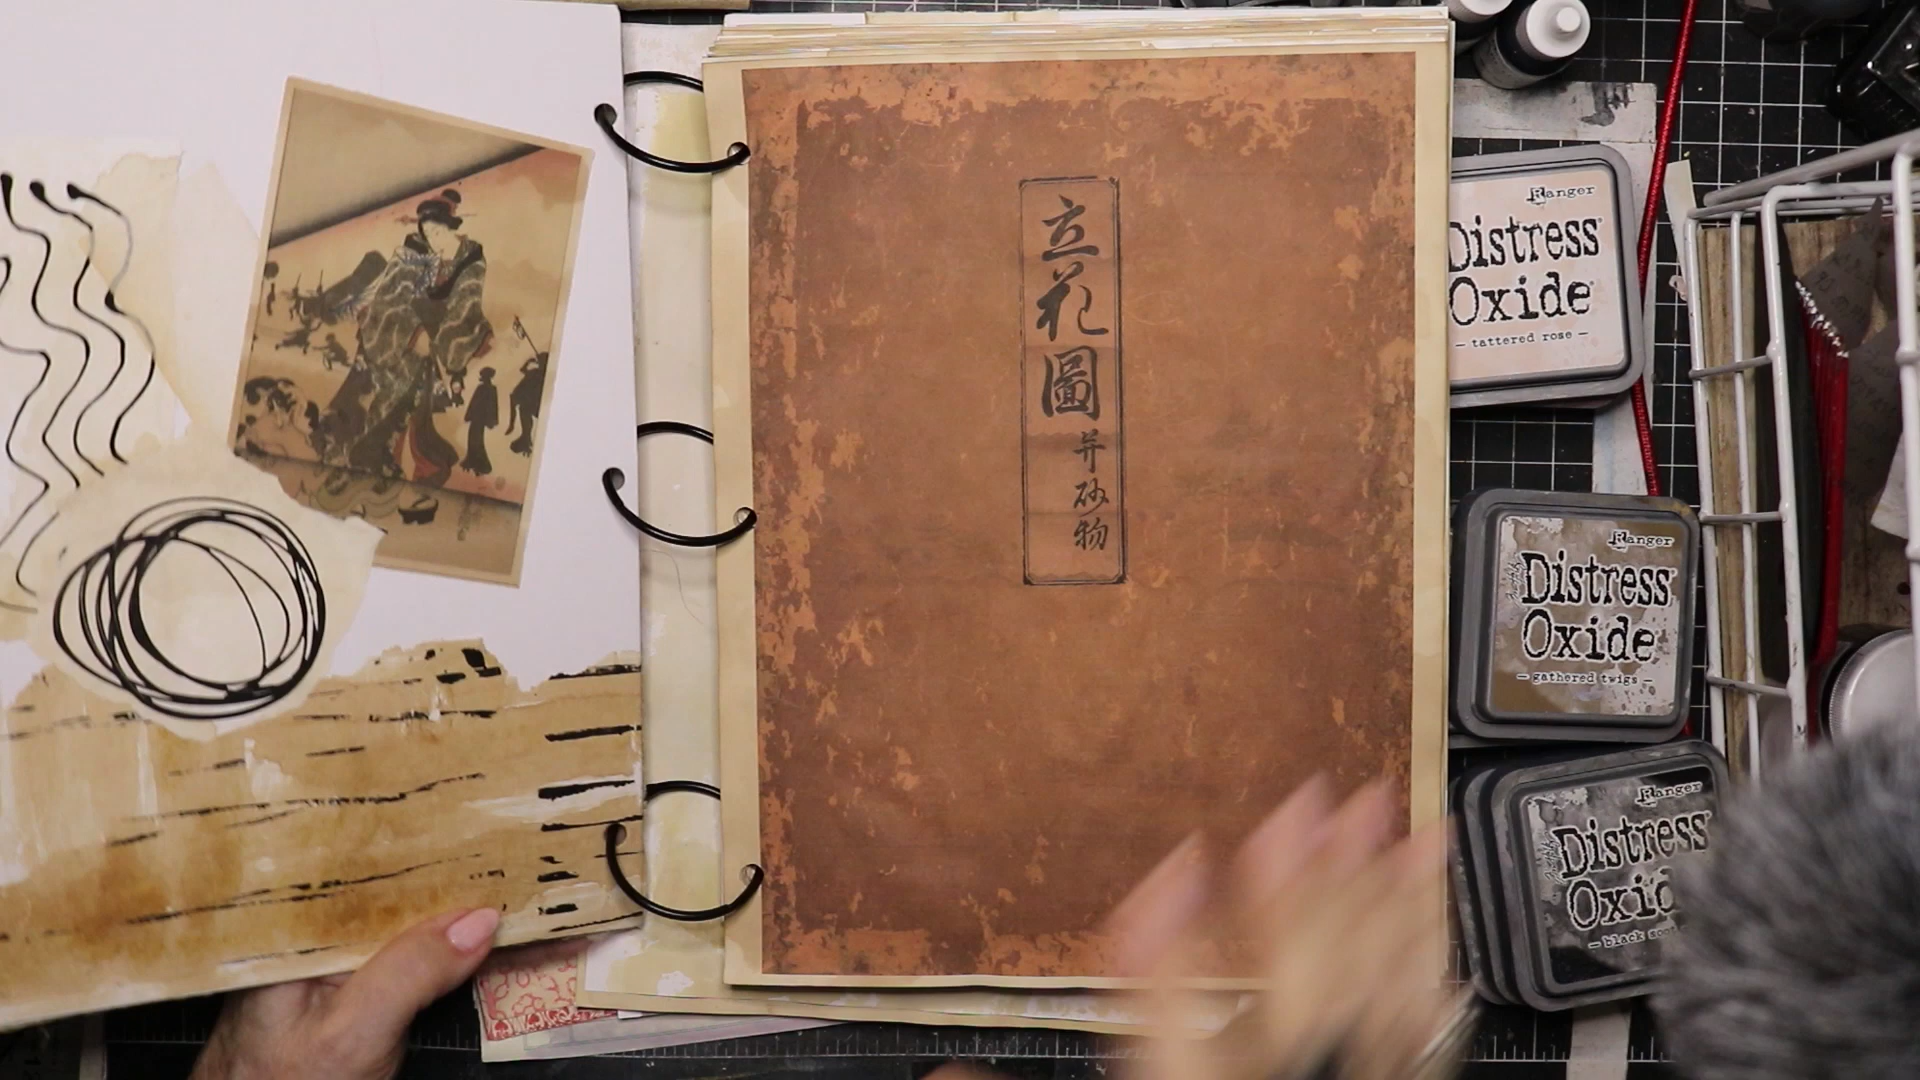 立花圖
并砂物
Ranger
Distress
Oxide
— tattered rose —
Ranger
Distress
Oxide
— gathered twigs —
Ranger
Distress
Oxid
— black soot